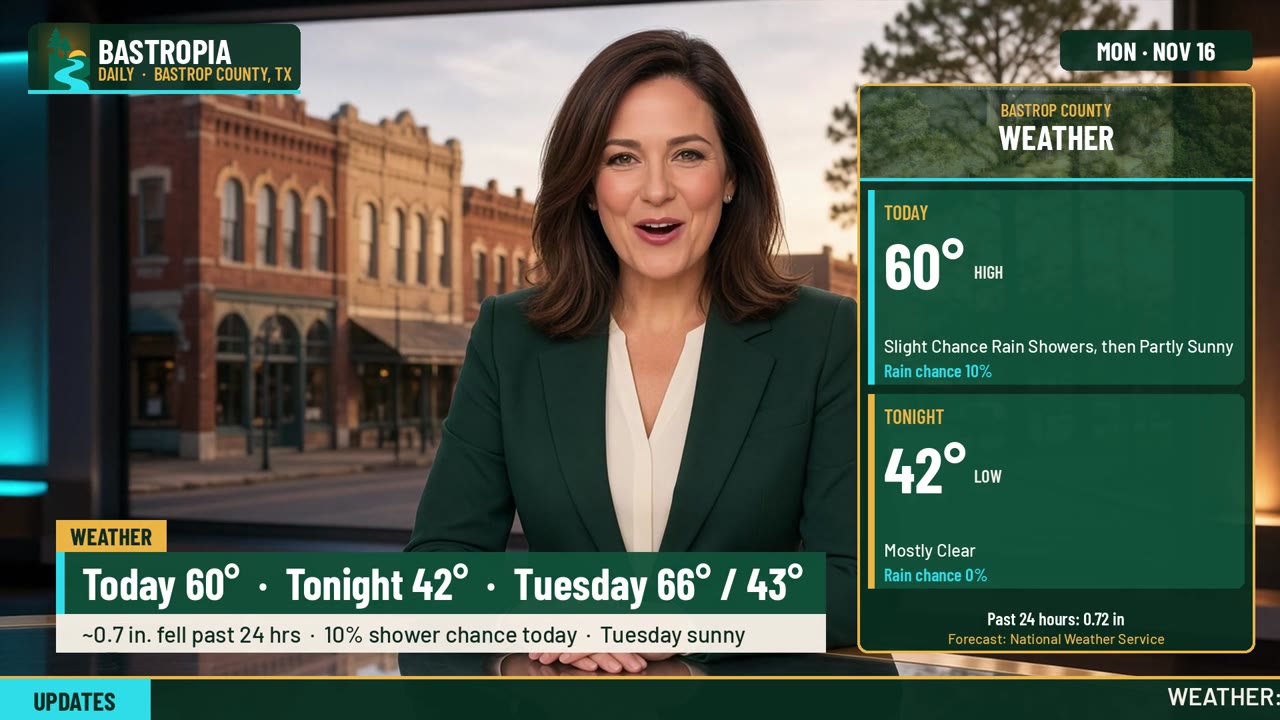 BASTROPIA
DAILY · BASTROP COUNTY, TX
MON · NOV 16
BASTROP COUNTY
WEATHER
TODAY
60° HIGH
Slight Chance Rain Showers, then Partly Sunny
Rain chance 10%
TONIGHT
42° LOW
Mostly Clear
Rain chance 0%
Past 24 hours: 0.72 in
Forecast: National Weather Service
WEATHER
Today 60° · Tonight 42° · Tuesday 66° / 43°
~0.7 in. fell past 24 hrs · 10% shower chance today · Tuesday sunny
UPDATES
WEATHER: